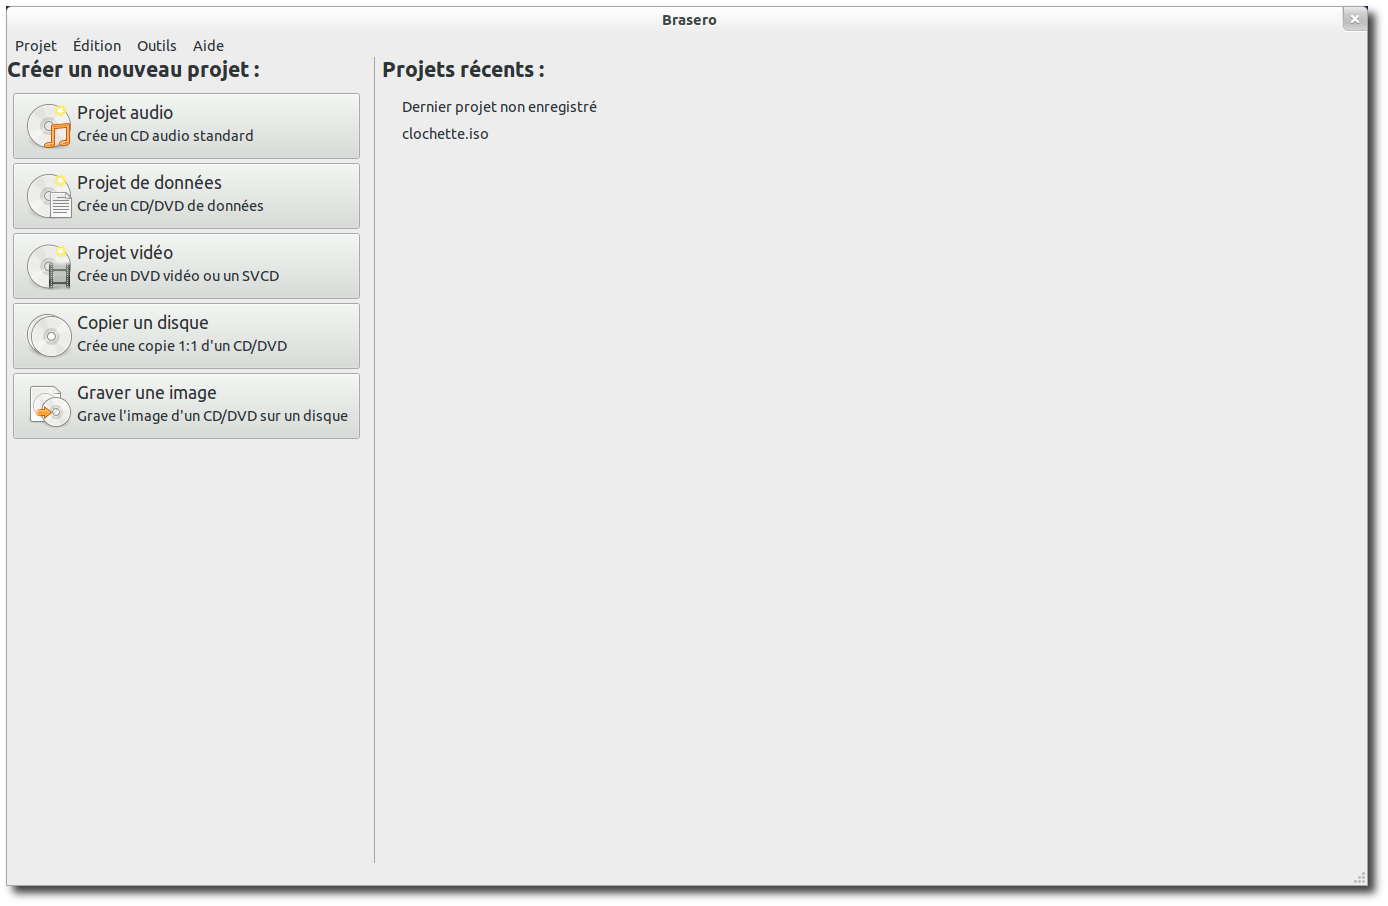 Brasero
Projet Édition Outils Aide
Créer un nouveau projet :
Projet audio
Crée un CD audio standard
Projet de données
Crée un CD/DVD de données
Projet vidéo
Crée un DVD vidéo ou un SVCD
Copier un disque
Crée une copie 1:1 d'un CD/DVD
Graver une image
Grave l'image d'un CD/DVD sur un disque
Projets récents :
Dernier projet non enregistré
clochette.iso